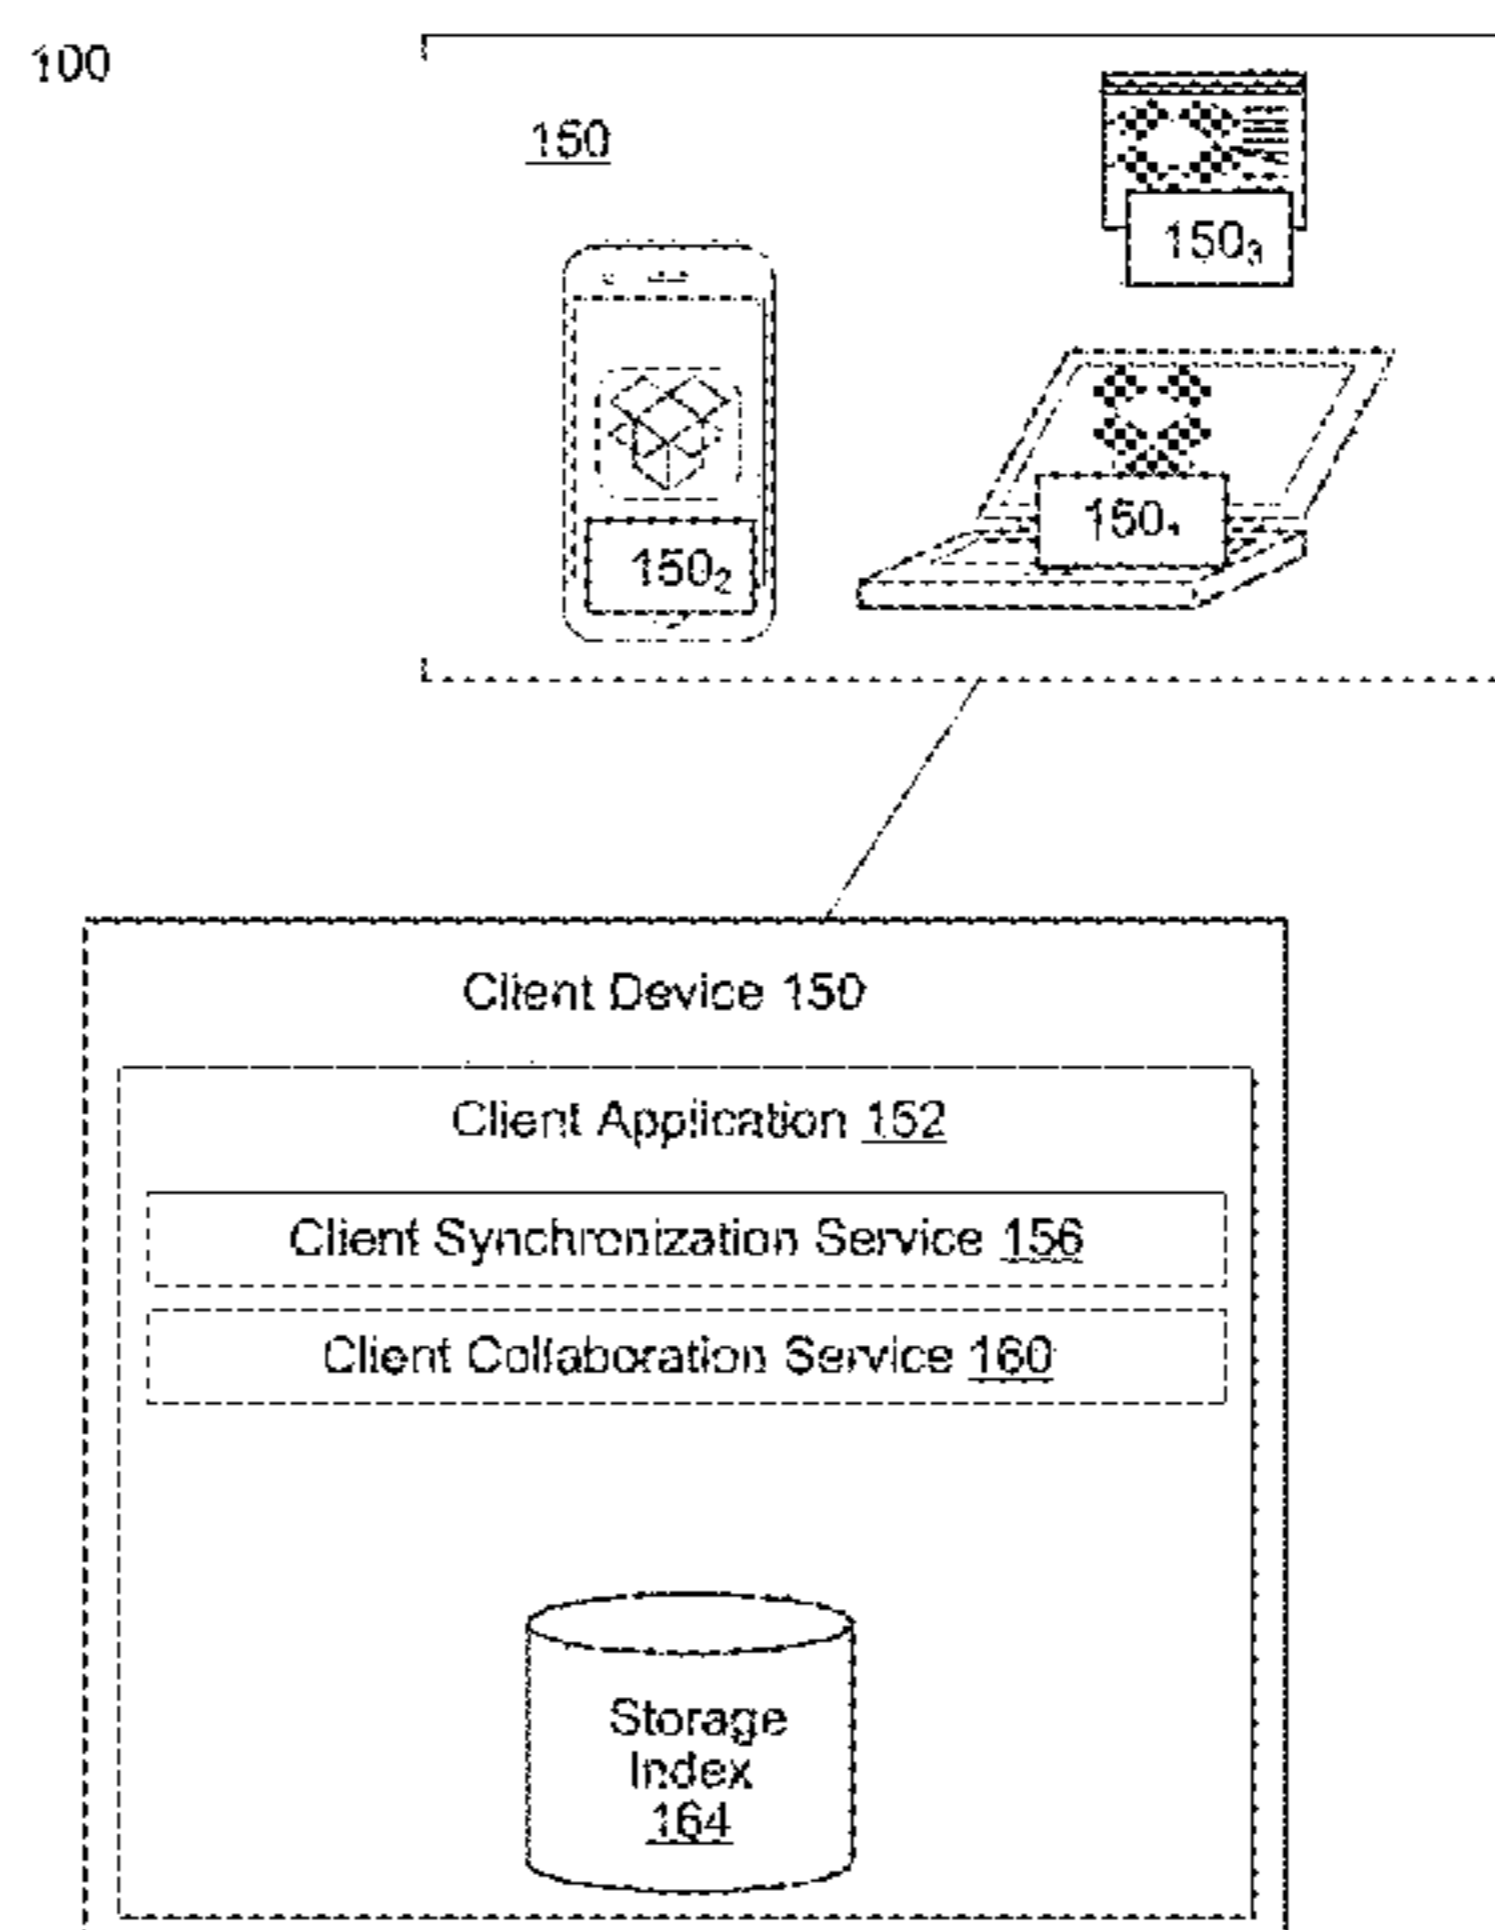 100
150
150₃
150₁
150₂
Client Device 150
Client Application 152
Client Synchronization Service 156
Client Collaboration Service 160
Storage
Index
164